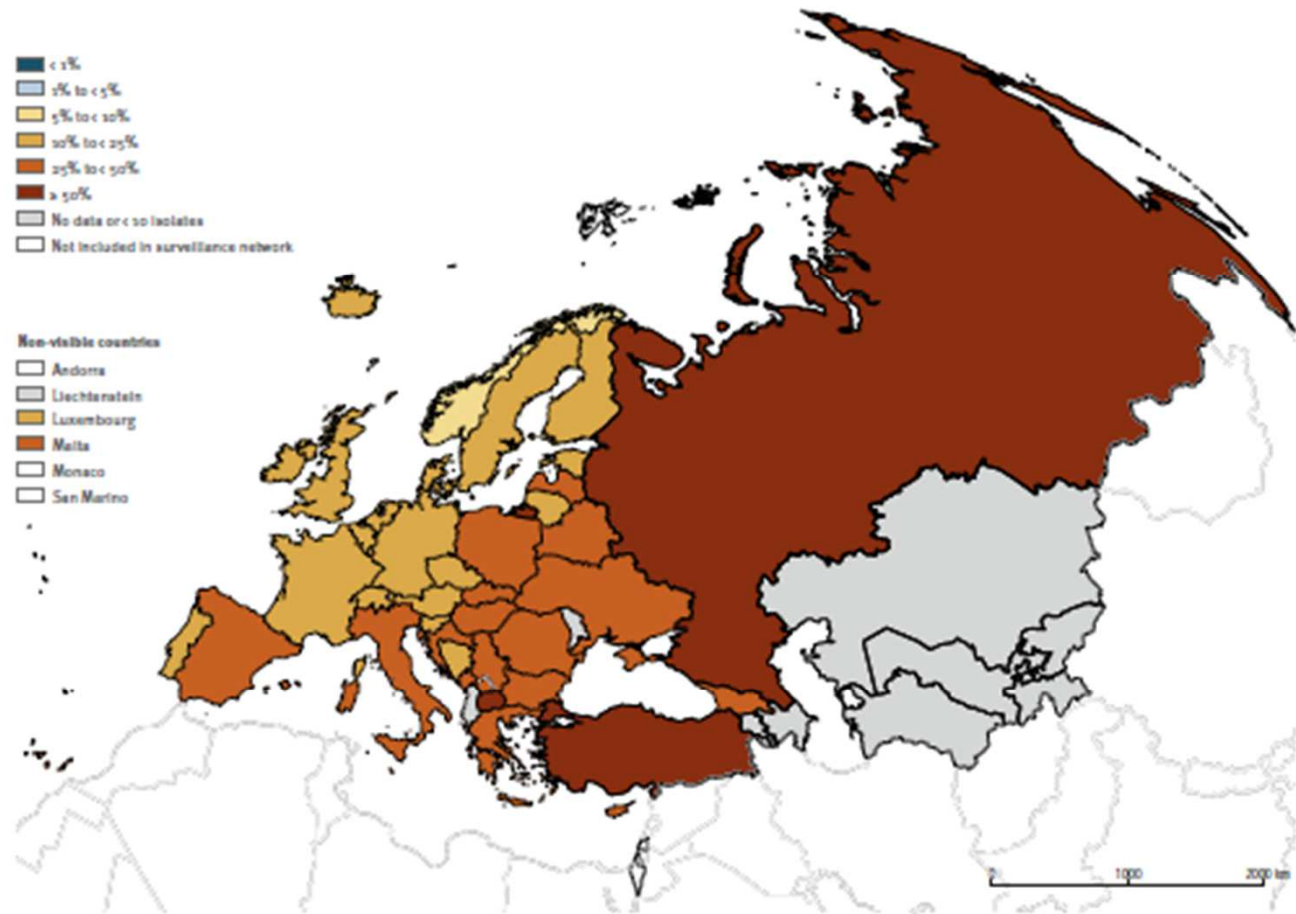 < 1%
1% to < 5%
5% to < 10%
10% to < 25%
25% to < 50%
≥ 50%
No data or < 10 isolates
Not included in surveillance network
Non-visible countries
Andorra
Liechtenstein
Luxembourg
Malta
Monaco
San Marino
0 1000 2000 km